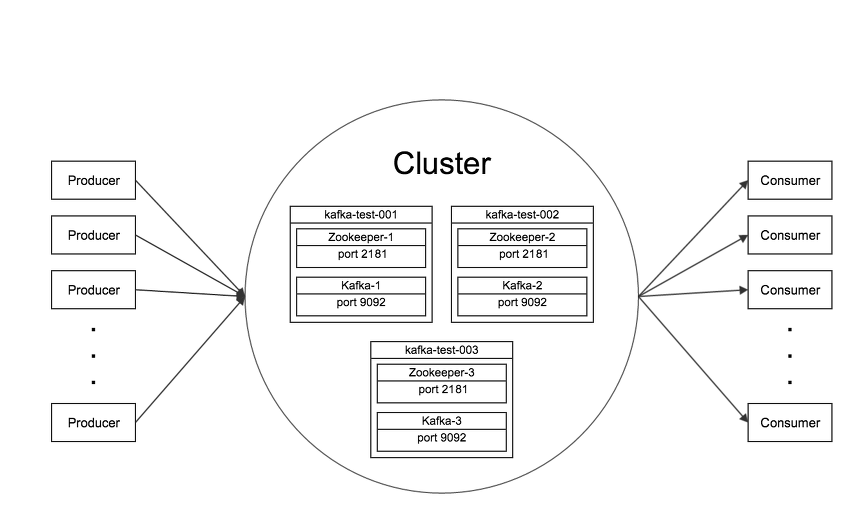 Cluster
Producer
Producer
Producer
Producer
kafka-test-001
Zookeeper-1
port 2181
Kafka-1
port 9092
kafka-test-002
Zookeeper-2
port 2181
Kafka-2
port 9092
kafka-test-003
Zookeeper-3
port 2181
Kafka-3
port 9092
Consumer
Consumer
Consumer
Consumer